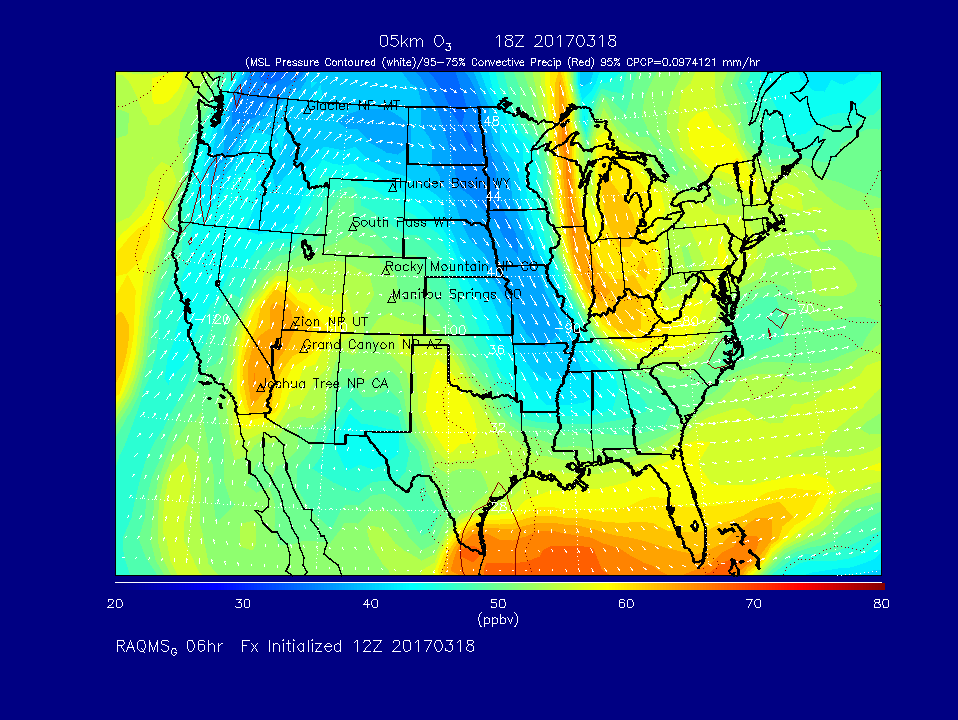 05km O3 18Z 20170318
(MSL Pressure Contoured (white)/95-75% Convective Precip (Red) 95% CPCP=0.0974121 mm/hr
Glacier NP MT
48
Thunder Basin WY
44
South Pass WY
Rocky Mountain NP CO
Manitou Springs CO
Zion NP UT
-100
Grand Canyon NP AZ
36
Joshua Tree NP CA
20 30 40 50 60 70 80
(ppbv)
RAQMSG 06hr Fx Initialized 12Z 20170318